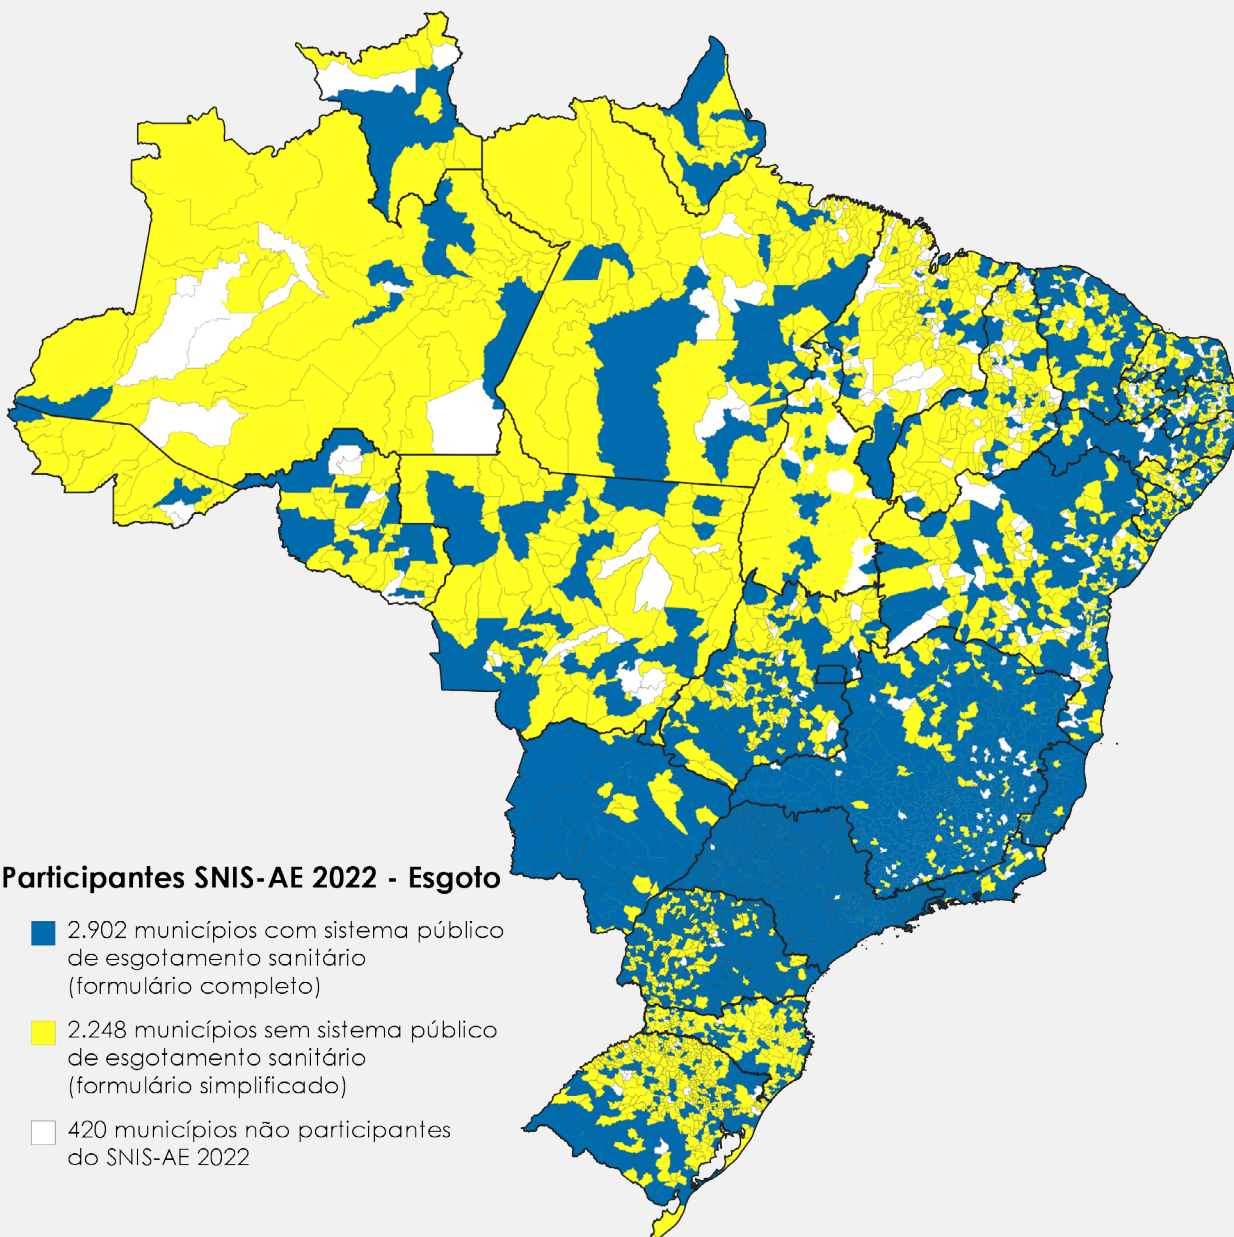 Participantes SNIS-AE 2022 - Esgoto
2.902 municípios com sistema público
de esgotamento sanitário
(formulário completo)
2.248 municípios sem sistema público
de esgotamento sanitário
(formulário simplificado)
420 municípios não participantes
do SNIS-AE 2022